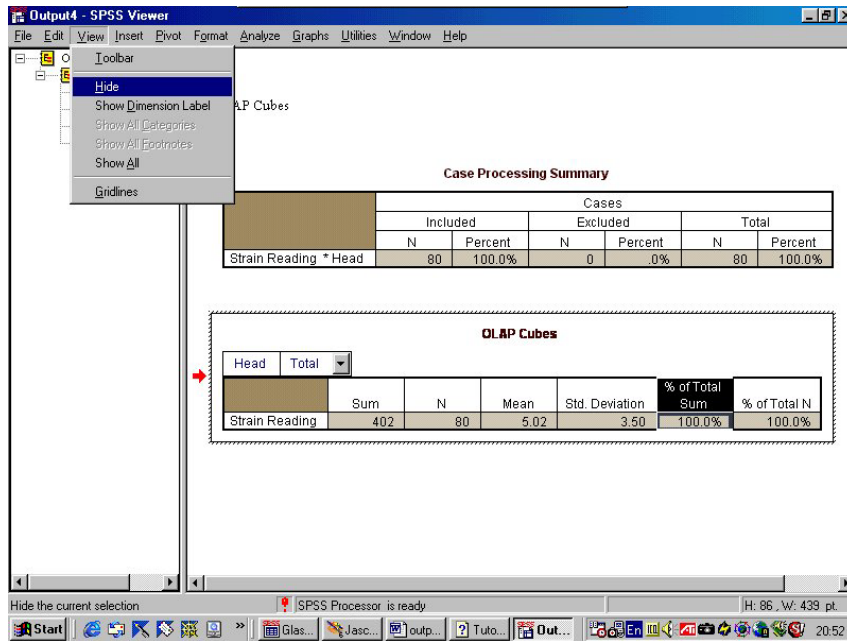 Output4 - SPSS Viewer
File Edit View Insert Pivot Format Analyze Graphs Utilities Window Help
Toolbar
Hide
Show Dimension Label
Show All Categories
Show All Footnotes
Show All
Gridlines
AP Cubes
Case Processing Summary
Cases
Included Excluded Total
N Percent N Percent N Percent
Strain Reading * Head 80 100.0% 0 .0% 80 100.0%
OLAP Cubes
Head Total
% of Total
Sum N Mean Std. Deviation Sum % of Total N
Strain Reading 402 80 5.02 3.50 100.0% 100.0%
Hide the current selection SPSS Processor is ready H: 86 , W: 439 pt.
Start » Glas... Jasc... outp... Tuto... Out... En 20:52